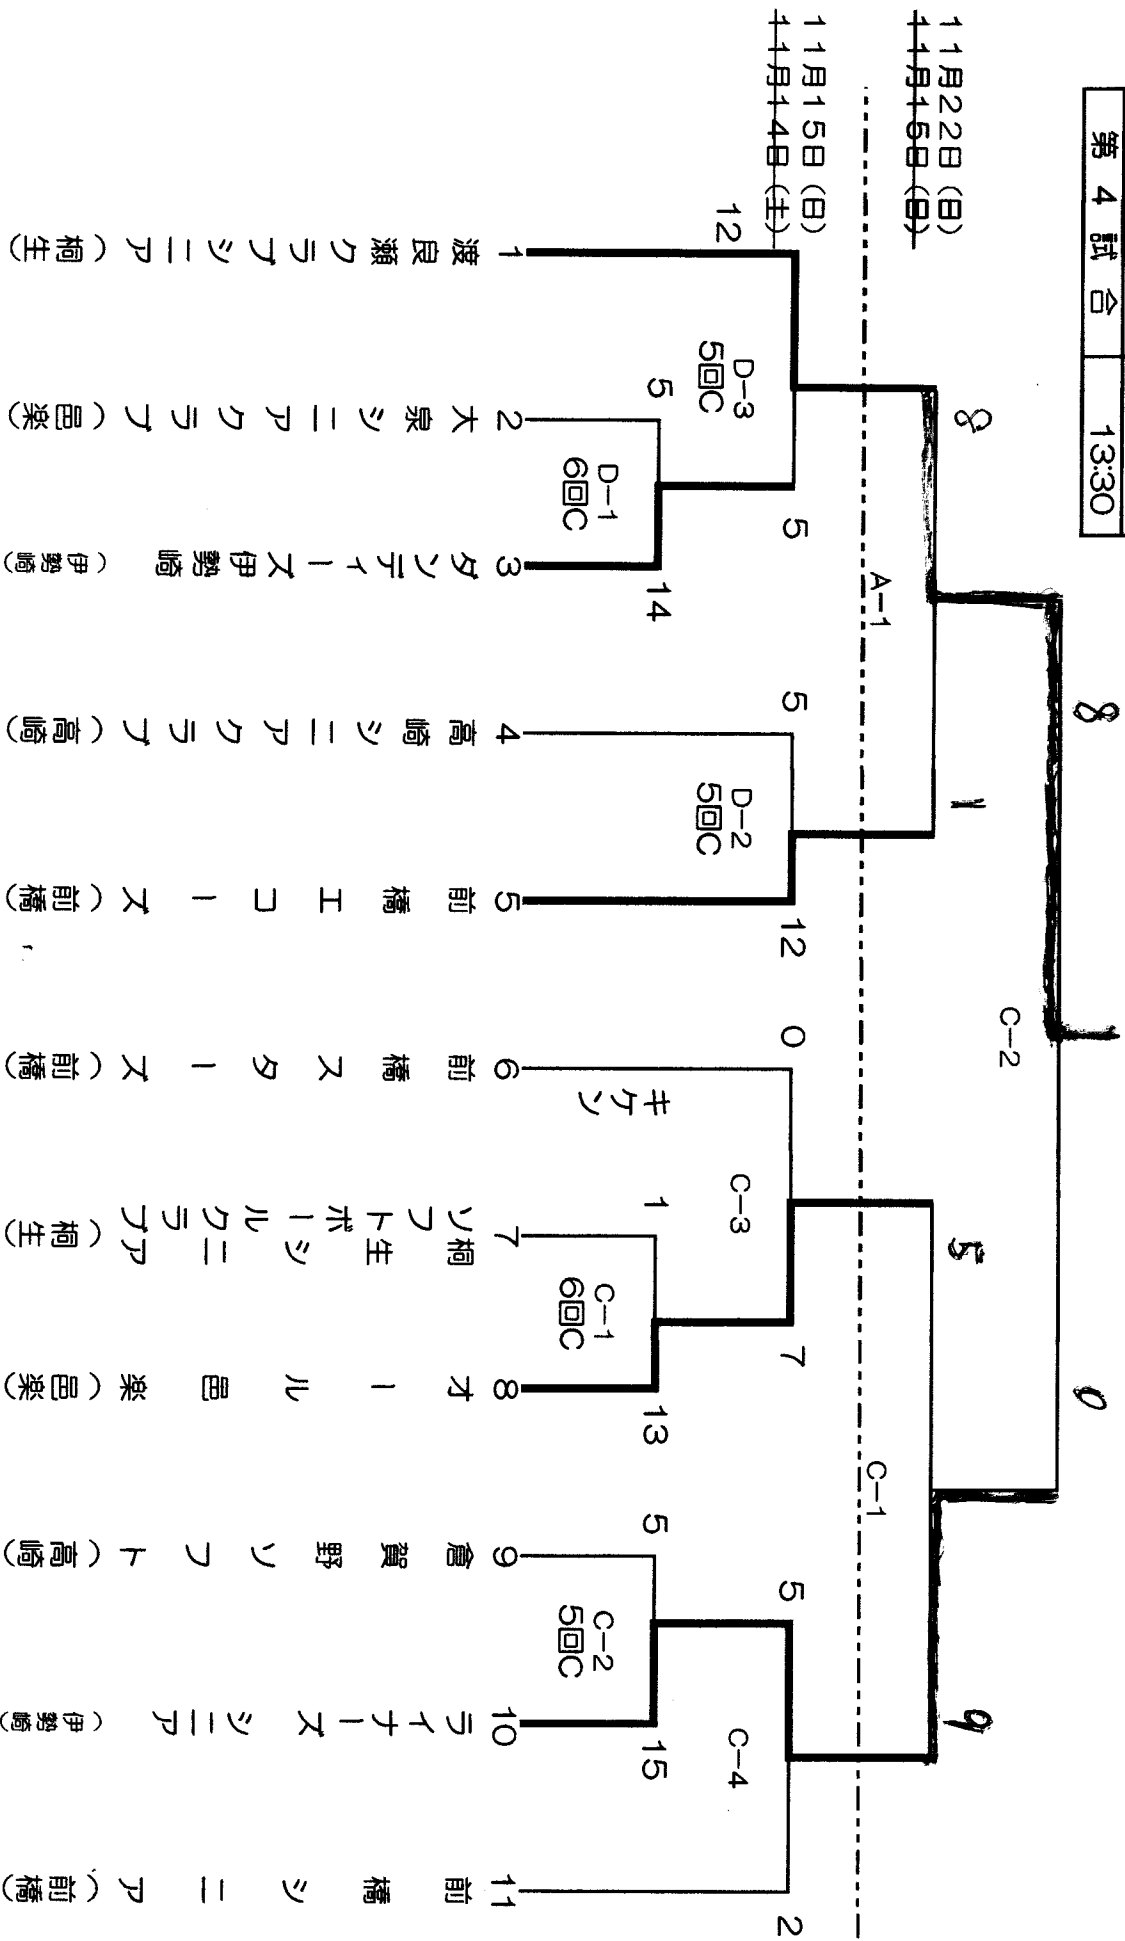 第4試合 13:30
11月22日(日)
11月15日(日)
11月15日(日)
11月14日(土)
8
0
C-2
8
1
5
9
A-1
C-1
12
5
5
12
0
7
5
2
D-3
5回C
D-2
5回C
C-3
C-4
5
14
1
13
5
15
D-1
6回C
キケン
C-1
6回C
C-2
5回C
1 渡良瀬クラブシニア(桐生)
2 大泉シニアクラブ(邑楽)
3 ダンディーズ伊勢崎(伊勢崎)
4 高崎シニアクラブ(高崎)
5 前橋エコーズ(前橋)
6 前橋スターズ(前橋)
7 桐生シニア
ソフトボールクラブ(桐生)
8 オール邑楽(邑楽)
9 倉賀野ソフト(高崎)
10 ライナーズシニア(伊勢崎)
11 前橋シニア(前橋)